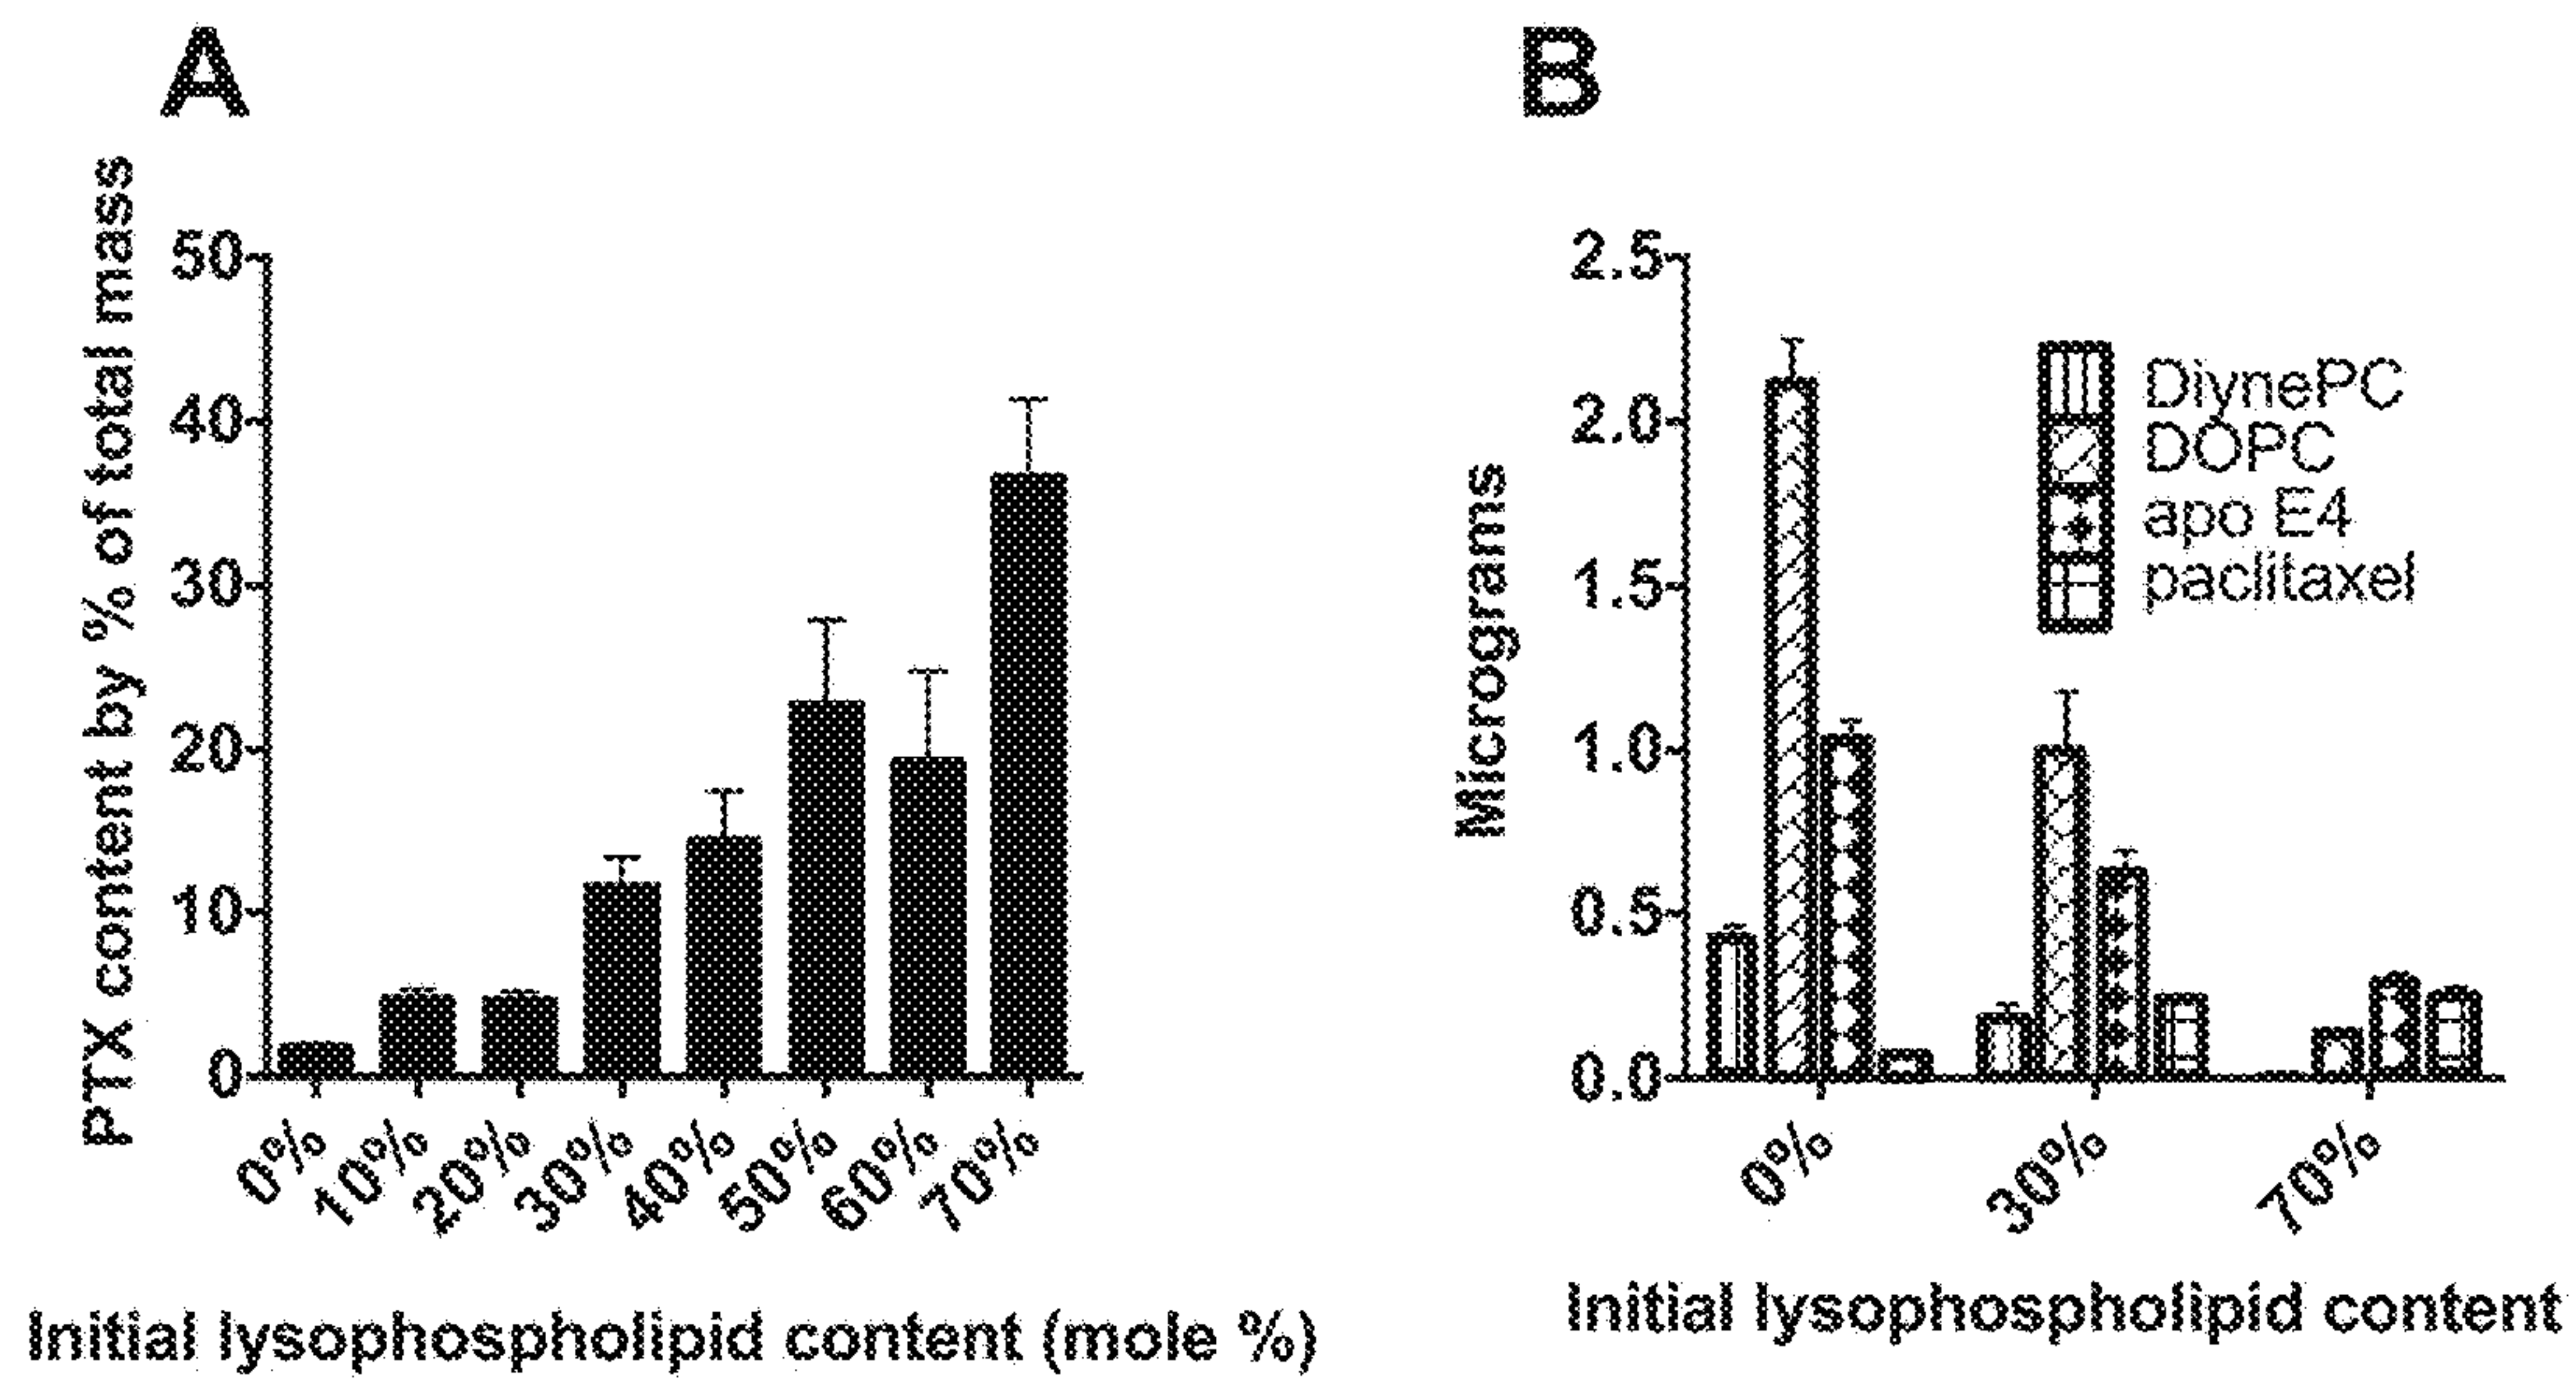 A
PTX content by % of total mass
50
40
30
20
10
0
0%
10%
20%
30%
40%
50%
60%
70%
Initial lysophospholipid content (mole %)
B
Micrograms
2.5
2.0
1.5
1.0
0.5
0.0
DiynePC
DOPC
apo E4
paclitaxel
0%
30%
70%
Initial lysophospholipid content